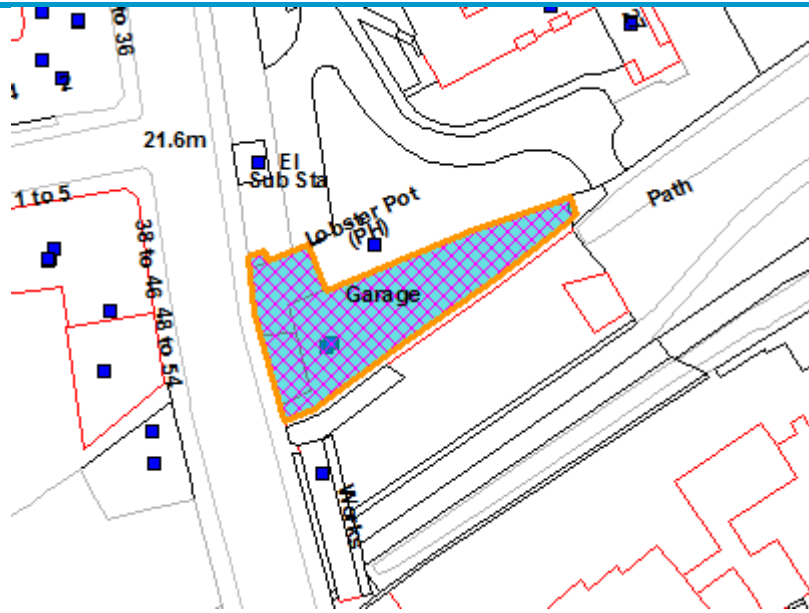 to 36
2
21.6m
El
Sub Sta
1 to 5
Lobster Pot
(PH)
Path
38 to 46
48 to 54
Garage
Works